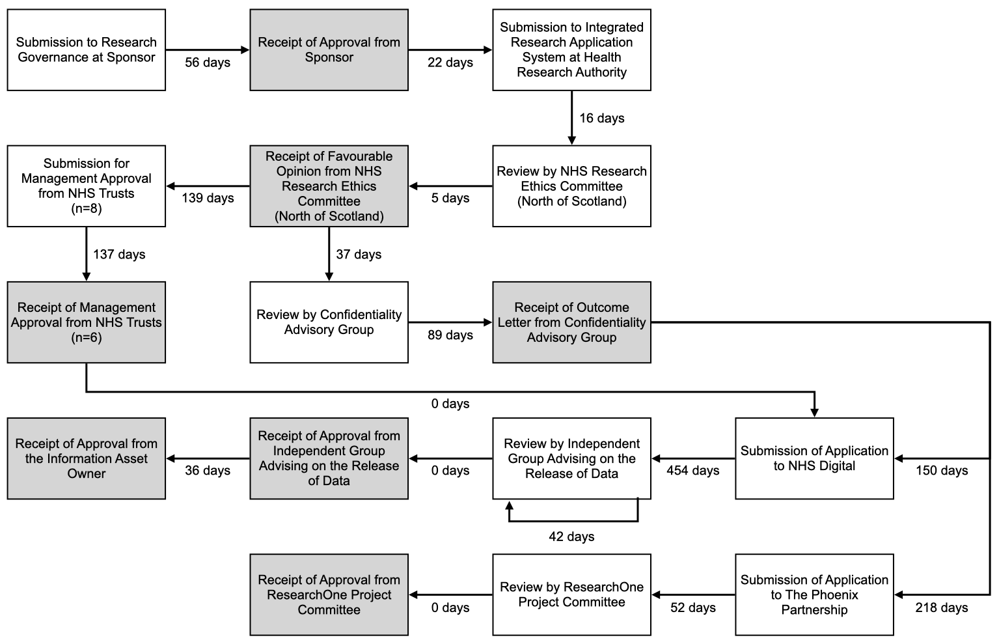 Submission to Research
Governance at Sponsor
56 days
Receipt of Approval from
Sponsor
22 days
Submission to Integrated
Research Application
System at Health
Research Authority
16 days
Submission for
Management Approval
from NHS Trusts
(n=8)
139 days
Receipt of Favourable
Opinion from NHS
Research Ethics
Committee
(North of Scotland)
5 days
Review by NHS Research
Ethics Committee
(North of Scotland)
137 days
37 days
Receipt of Management
Approval from NHS Trusts
(n=6)
Review by Confidentiality
Advisory Group
89 days
Receipt of Outcome
Letter from Confidentiality
Advisory Group
0 days
Receipt of Approval from
the Information Asset
Owner
36 days
Receipt of Approval from
Independent Group
Advising on the Release
of Data
0 days
Review by Independent
Group Advising on the
Release of Data
454 days
Submission of Application
to NHS Digital
150 days
42 days
Receipt of Approval from
ResearchOne Project
Committee
0 days
Review by ResearchOne
Project Committee
52 days
Submission of Application
to The Phoenix
Partnership
218 days